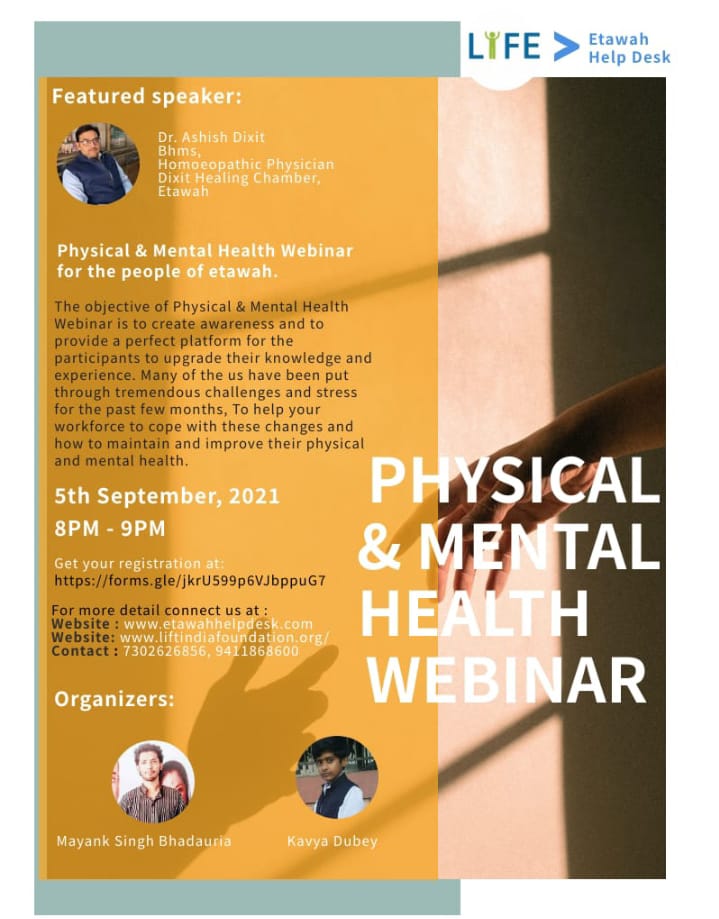 LIFE > Etawah
Help Desk
Featured speaker:
Dr. Ashish Dixit
Bhms,
Homoeopathic Physician
Dixit Healing Chamber,
Etawah
Physical & Mental Health Webinar
for the people of etawah.
The objective of Physical & Mental Health
Webinar is to create awareness and to
provide a perfect platform for the
participants to upgrade their knowledge and
experience. Many of the us have been put
through tremendous challenges and stress
for the past few months, To help your
workforce to cope with these changes and
how to maintain and improve their physical
and mental health.
5th September, 2021
8PM - 9PM
Get your registration at:
https://forms.gle/jkrU599p6VJbppuG7
For more detail connect us at :
Website : www.etawahhelpdesk.com
Website: www.liftindiafoundation.org/
Contact : 7302626856, 9411868600
PHYSICAL
& MENTAL
HEALTH
WEBINAR
Organizers:
Mayank Singh Bhadauria
Kavya Dubey